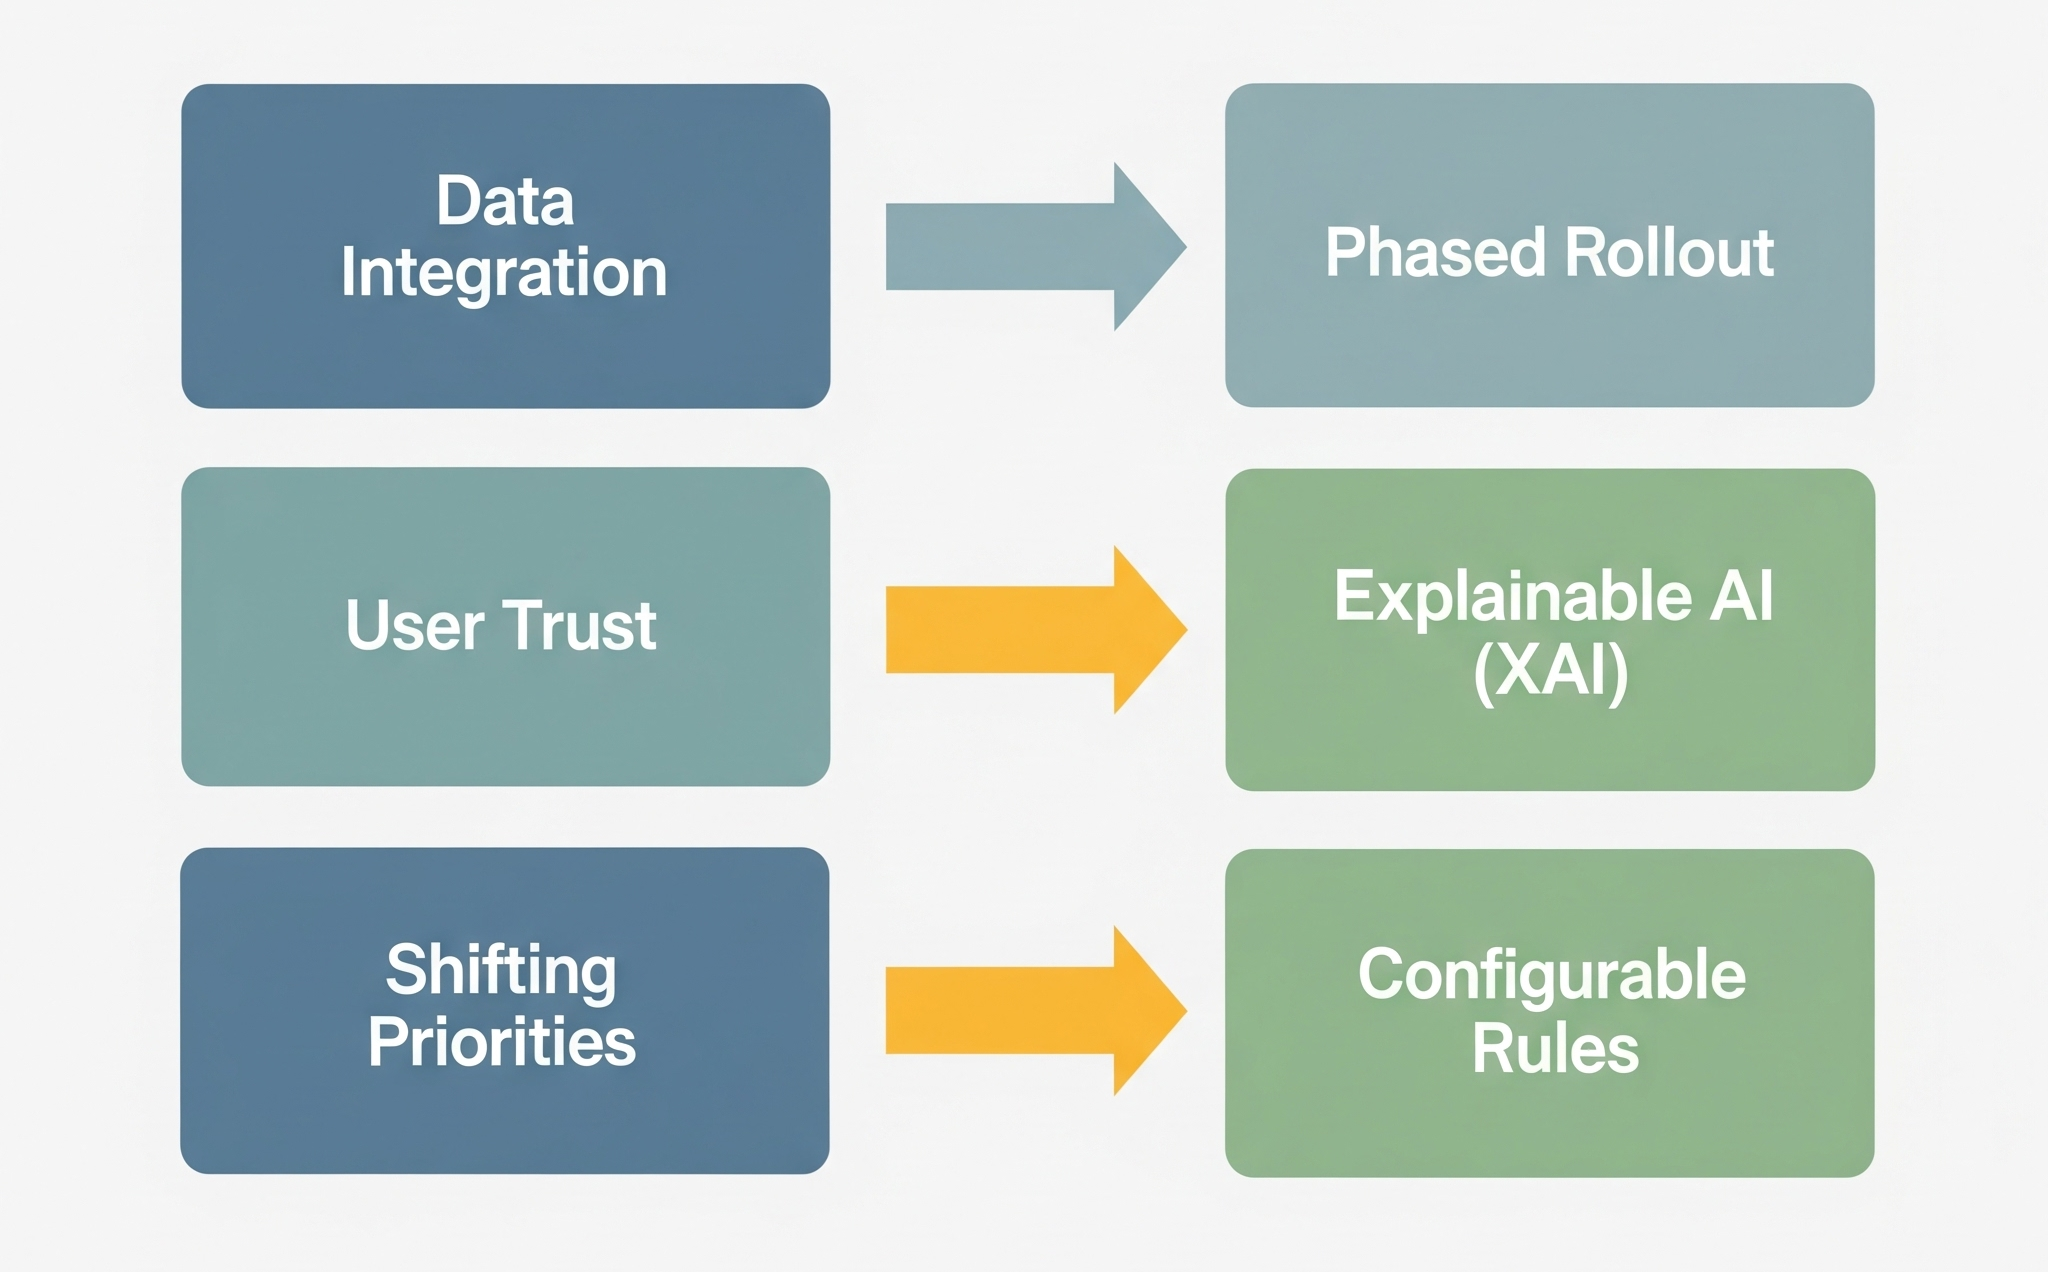 Data
Integration
Phased Rollout
User Trust
Explainable AI
(XAI)
Shifting
Priorities
Configurable
Rules